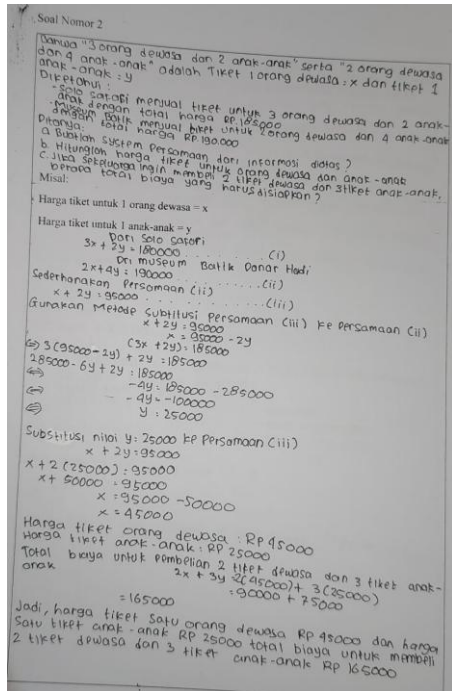 Soal Nomor 2
Bahwa "3 orang dewasa dan 2 anak-anak" serta "2 orang dewasa
dan 4 anak-anak" adalah Tiket 1 orang dewasa = x dan tiket 1
anak-anak : y
Diketahui :
- Solo Safari menjual tiket untuk 3 orang dewasa dan 2 anak-
anak dengan total harga Rp.185000
- Museum Batik menjual tiket untuk 2 orang dewasa dan 4 anak-anak
dengan total harga Rp.190.000
Ditanya:
a. Buatlah system Persamaan dari informasi diatas ?
b. Hitunglah harga tiket untuk orang dewasa dan anak-anak
c. Jika sekeluarga ingin membeli 2 tiket dewasa dan 3 tiket anak-anak,
berapa total biaya yang harus disiapkan ?
Misal:
Harga tiket untuk 1 orang dewasa = x
Harga tiket untuk 1 anak-anak = y
Dari Solo Safari
3x + 2y = 180000 . . . . . . . . (i)
Dri museum Batik Danar Hadi
2x + 4y = 190000 . . . . . . . . (ii)
Sederhanakan Persamaan (ii)
x + 2y = 95000 . . . . . . . . . . (iii)
Gunakan Metode Subtitusi Persamaan (iii) ke Persamaan (ii)
x + 2y = 95000
x = 95000 - 2y
(3x + 2y) = 185000
⇔ 3 (95000 - 2y) + 2y = 185000
285000 - 6y + 2y = 185000
⇔ -4y = 185000 - 285000
⇔ -4y = -100000
⇔ y = 25000
Substitusi nilai y = 25000 ke Persamaan (iii)
x + 2y = 95000
x + 2 (25000) = 95000
x + 50000 = 95000
x = 95000 - 50000
x = 45000
Harga tiket orang dewasa : Rp 45000
Harga tiket anak-anak : RP 25000
Total biaya untuk pembelian 2 tiket dewasa dan 3 tiket anak-
anak
2x + 3y = 2(45000) + 3 (25000)
= 90000 + 75000
= 165000
Jadi, harga tiket satu orang dewasa RP 45000 dan harga
satu tiket anak-anak RP 25000 total biaya untuk membeli
2 tiket dewasa dan 3 tiket anak-anak Rp 165000